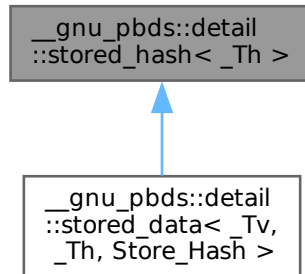 __gnu_pbds::detail
::stored_hash< _Th >
__gnu_pbds::detail
::stored_data< _Tv,
_Th, Store_Hash >